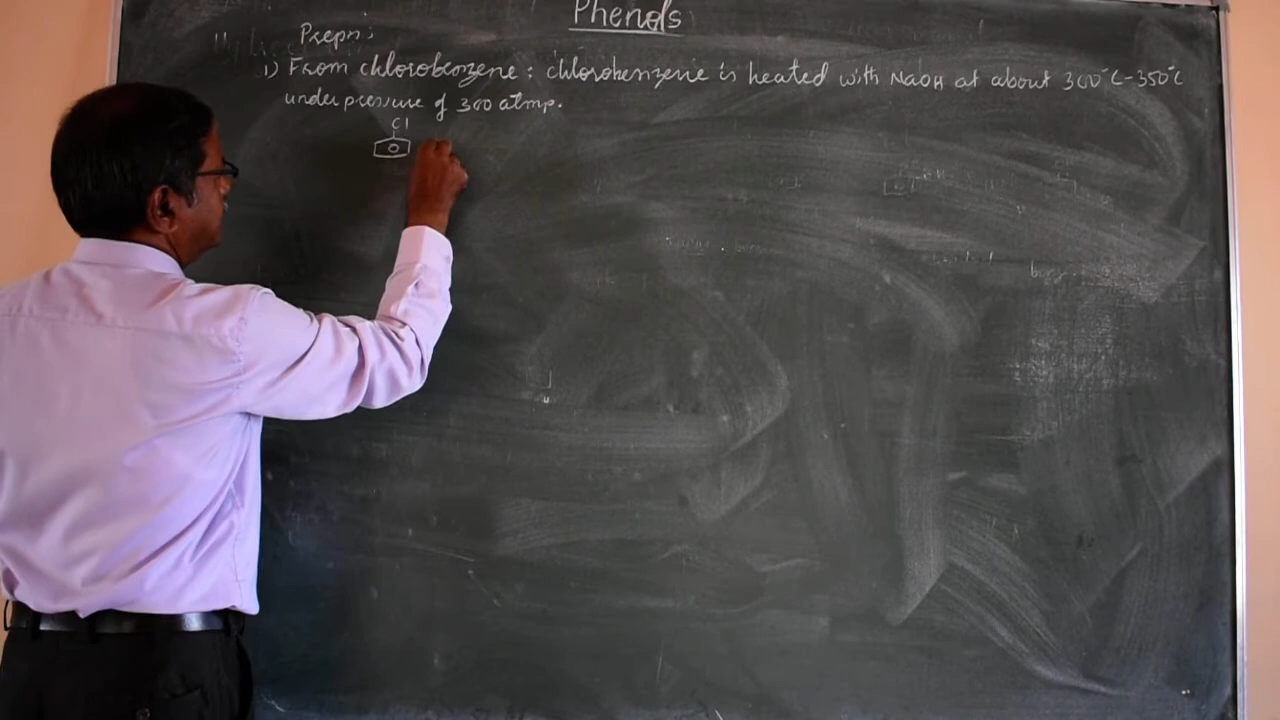 Phenols
Prepn:
1) From chlorobenzene: chlorobenzene is heated with NaOH at about 300°C-350°C
under pressure of 300 atmp.
Cl